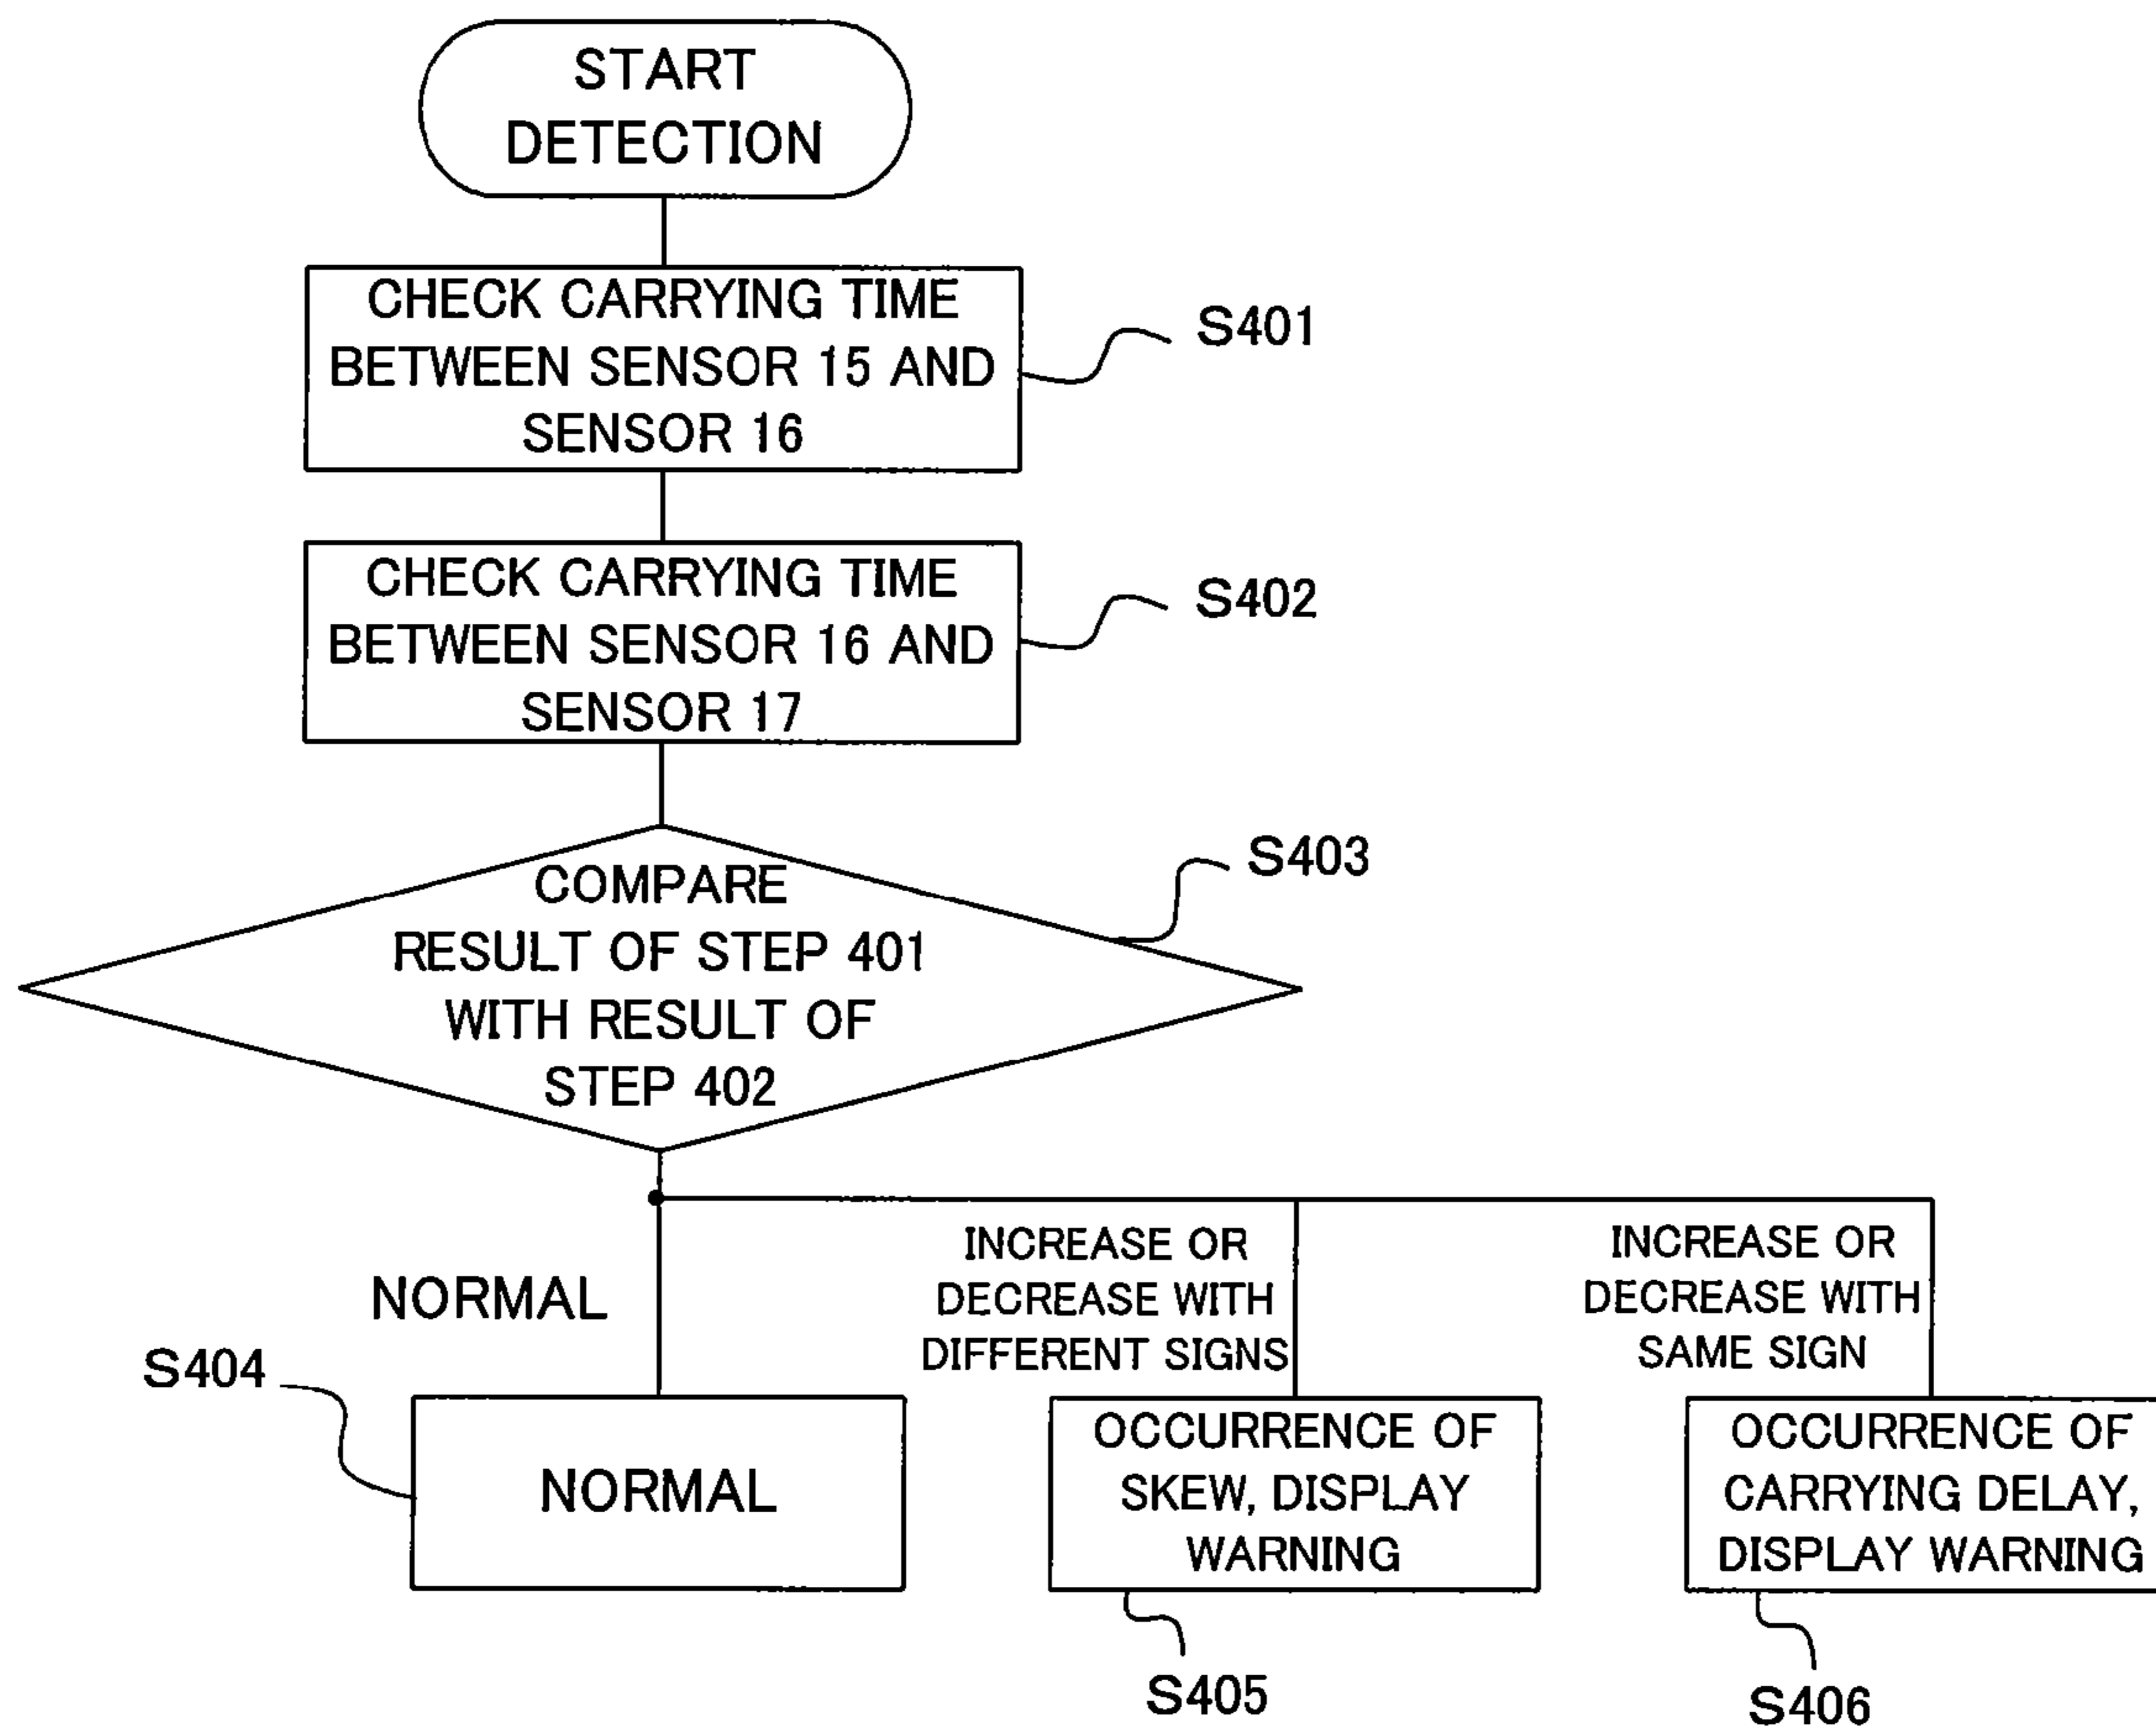 START
DETECTION
CHECK CARRYING TIME
BETWEEN SENSOR 15 AND
SENSOR 16
S401
CHECK CARRYING TIME
BETWEEN SENSOR 16 AND
SENSOR 17
S402
COMPARE
RESULT OF STEP 401
WITH RESULT OF
STEP 402
S403
NORMAL
INCREASE OR
DECREASE WITH
DIFFERENT SIGNS
INCREASE OR
DECREASE WITH
SAME SIGN
S404
NORMAL
OCCURRENCE OF
SKEW, DISPLAY
WARNING
S405
OCCURRENCE OF
CARRYING DELAY,
DISPLAY WARNING
S406